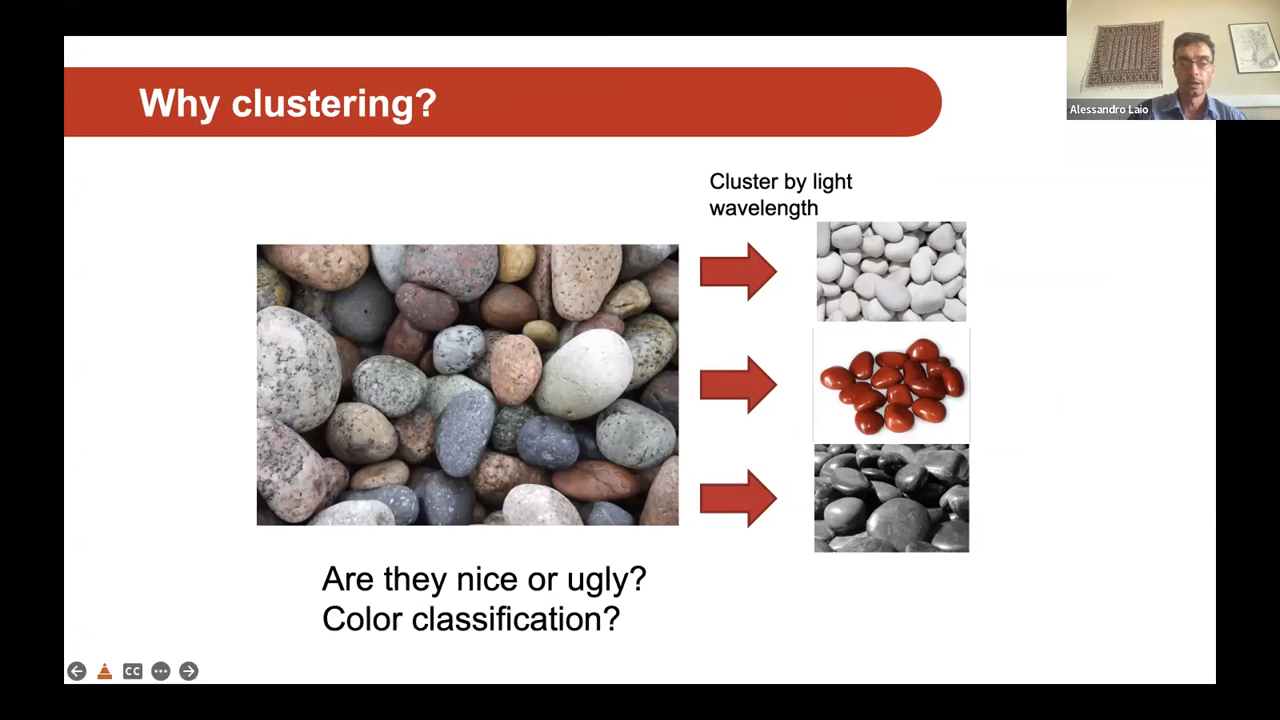 Why clustering?
Alessandro Laio
Cluster by light
wavelength
Are they nice or ugly?
Color classification?
CC